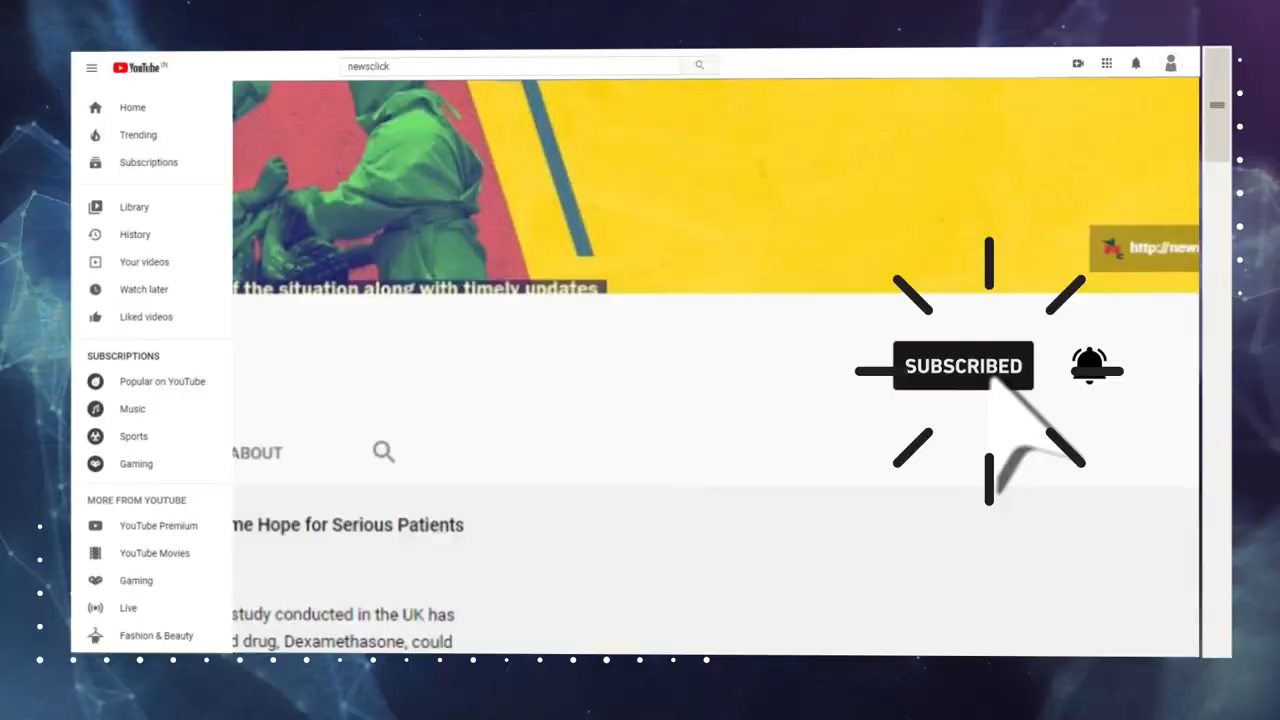 YouTube IN
newsclick
Home
Trending
Subscriptions
Library
History
Your videos
Watch later
Liked videos
SUBSCRIPTIONS
Popular on YouTube
Music
Sports
Gaming
MORE FROM YOUTUBE
YouTube Premium
YouTube Movies
Gaming
Live
Fashion & Beauty
f the situation along with timely updates
http://new
SUBSCRIBED
ABOUT
me Hope for Serious Patients
study conducted in the UK has
d drug, Dexamethasone, could